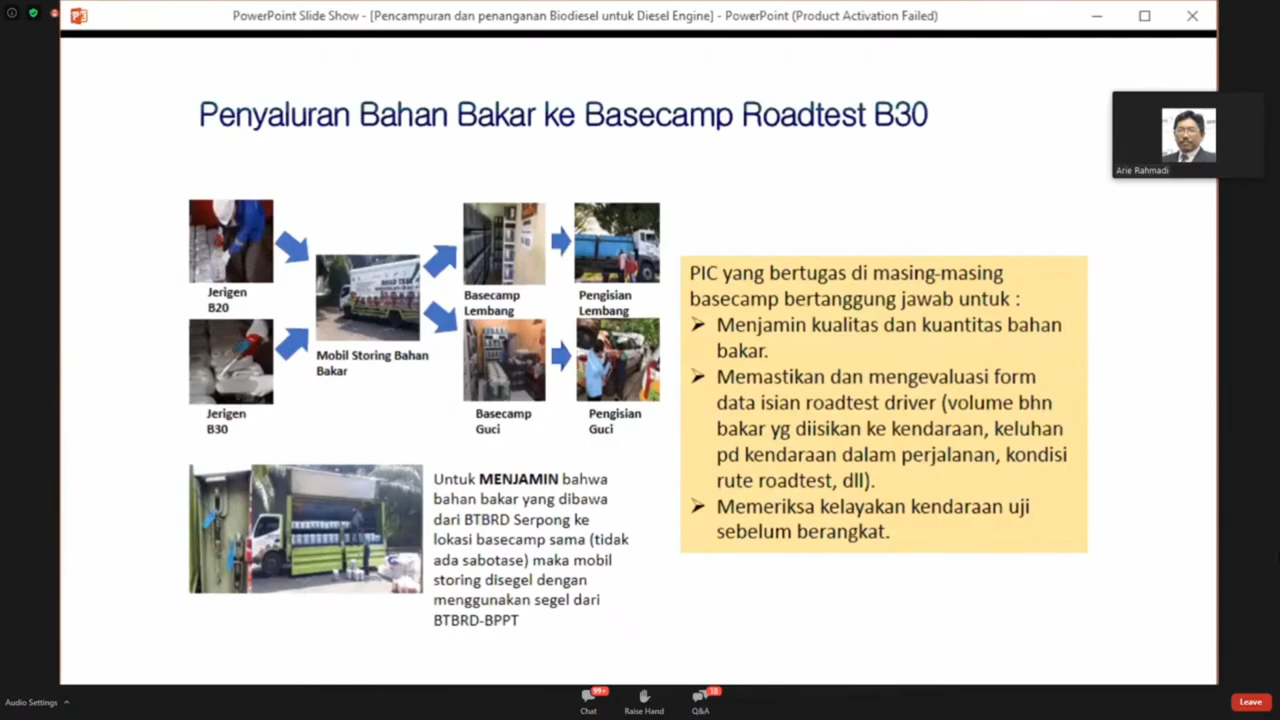 PowerPoint Slide Show - [Pencampuran dan penanganan Biodiesel untuk Diesel Engine] - PowerPoint (Product Activation Failed)
Penyaluran Bahan Bakar ke Basecamp Roadtest B30
Arie Rahmadi
Jerigen
B20
Jerigen
B30
ROAD TEST
Mobil Storing Bahan
Bakar
Basecamp
Lembang
Pengisian
Lembang
Basecamp
Guci
Pengisian
Guci
PIC yang bertugas di masing-masing
basecamp bertanggung jawab untuk :
Menjamin kualitas dan kuantitas bahan
bakar.
Memastikan dan mengevaluasi form
data isian roadtest driver (volume bhn
bakar yg diisikan ke kendaraan, keluhan
pd kendaraan dalam perjalanan, kondisi
rute roadtest, dll).
Memeriksa kelayakan kendaraan uji
sebelum berangkat.
Untuk MENJAMIN bahwa
bahan bakar yang dibawa
dari BTBRD Serpong ke
lokasi basecamp sama (tidak
ada sabotase) maka mobil
storing disegel dengan
menggunakan segel dari
BTBRD-BPPT
Audio Settings
99+
Chat
Raise Hand
18
Q&A
Leave